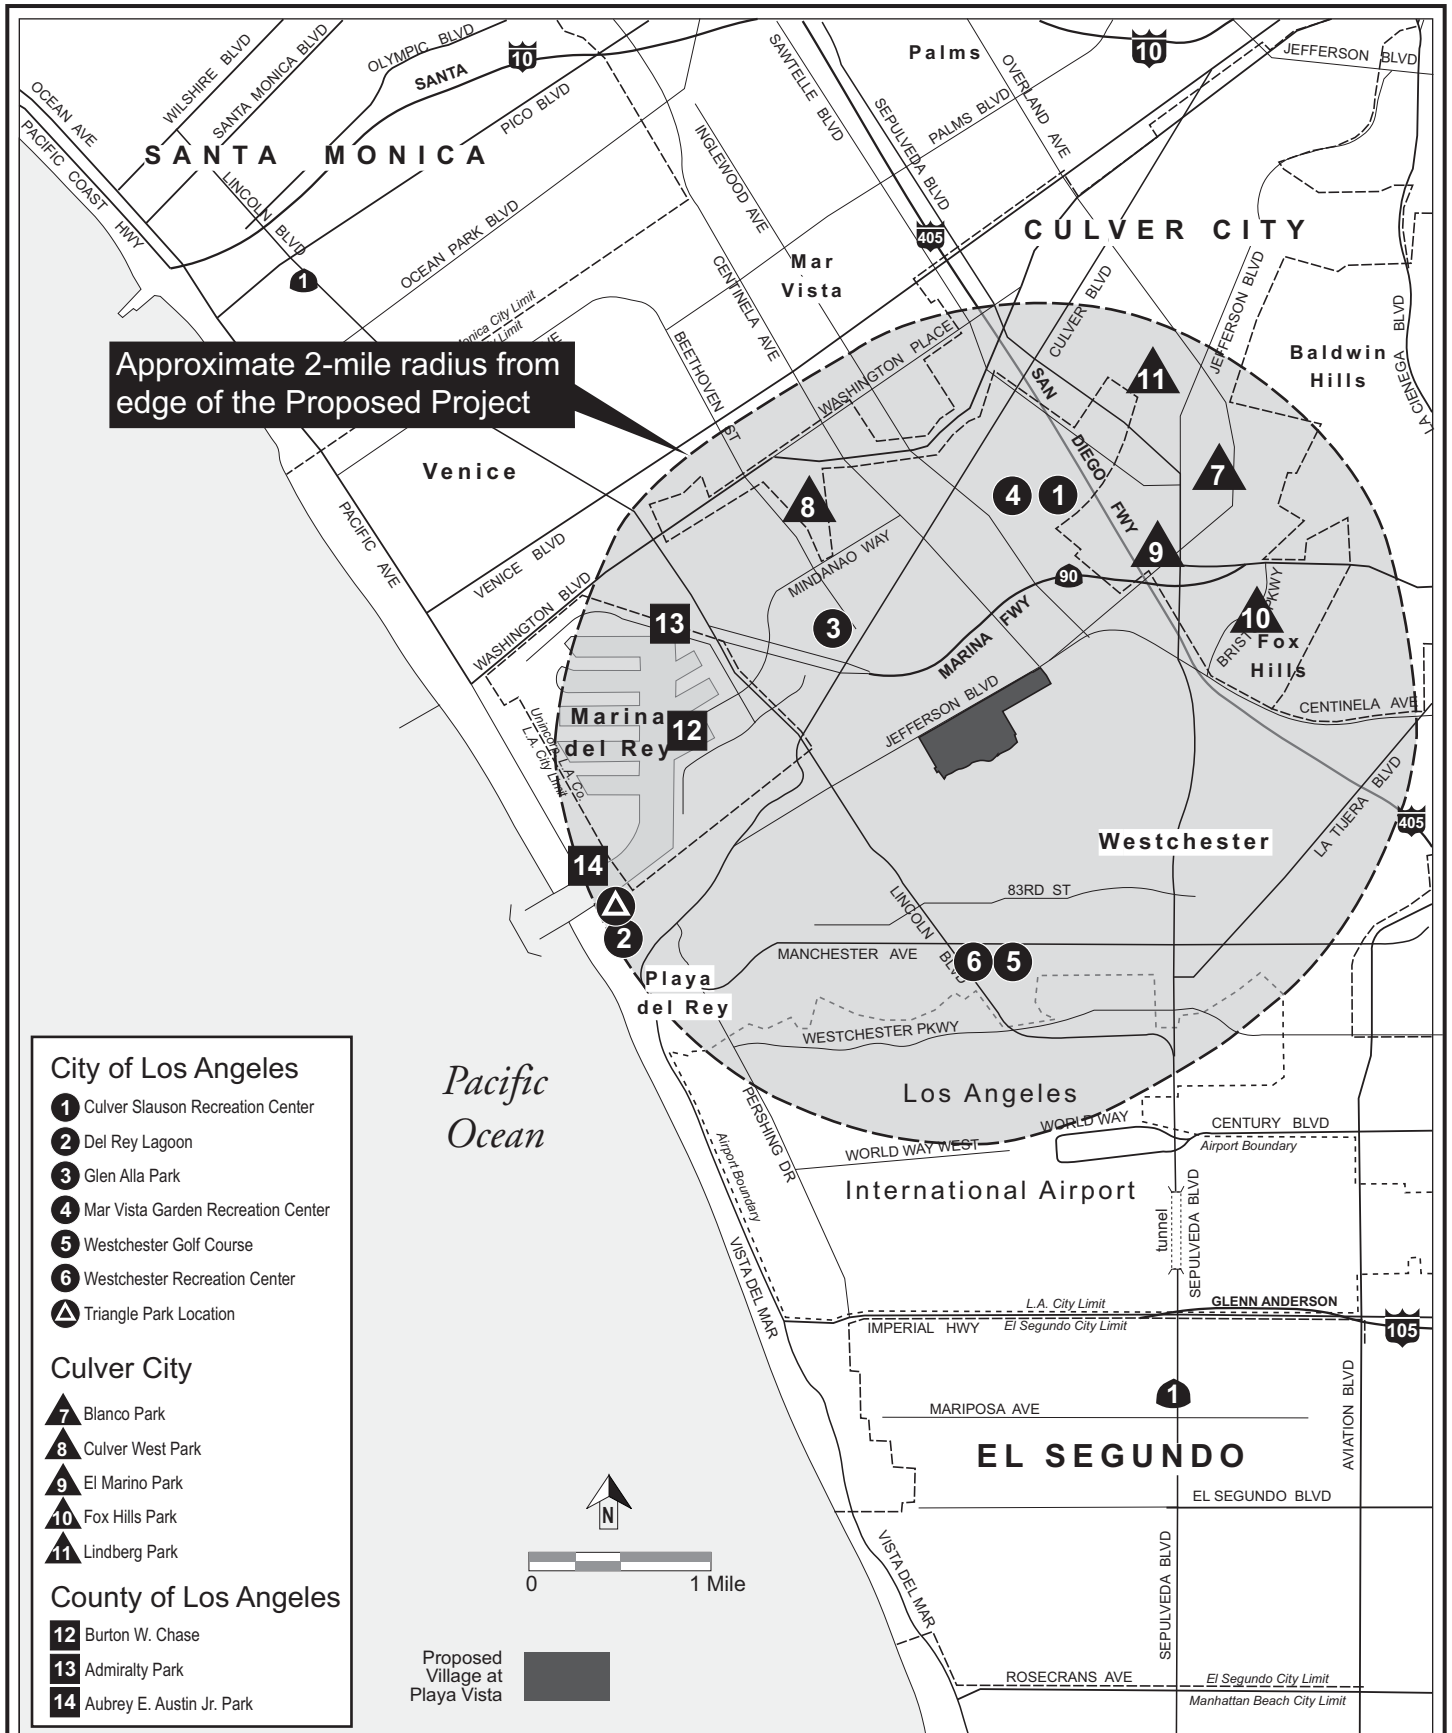 OCEAN AVE
PACIFIC COAST HWY
WILSHIRE BLVD
SANTA MONICA BLVD
OLYMPIC BLVD
SANTA
10
PICO BLVD
SANTA MONICA
LINCOLN BLVD
1
OCEAN PARK BLVD
SAWTELLE BLVD
SEPULVEDA BLVD
Palms
10
OVERLAND AVE
PALMS BLVD
JEFFERSON BLVD
INGLEWOOD AVE
CENTINELA AVE
405
CULVER CITY
Mar
Vista
CULVER BLVD
JEFFERSON BLVD
LA CIENEGA BLVD
Baldwin
Hills
BEETHOVEN ST
WASHINGTON PLACE
Approximate 2-mile radius from
edge of the Proposed Project
SAN DIEGO FWY
11
Venice
7
8
4
1
9
PACIFIC AVE
VENICE BLVD
WASHINGTON BLVD
MINDANAO WAY
90
MARINA FWY
13
3
10
BRIST
PKWY
Fox
Hills
CENTINELA AVE
JEFFERSON BLVD
Marina
del Rey
12
Unincorp. L.A. Co.
L.A. City Limit
LA TIJERA BLVD
405
Westchester
14
2
83RD ST
LINCOLN BLVD
MANCHESTER AVE
6
5
Playa
del Rey
WESTCHESTER PKWY
Los Angeles
International Airport
PERSHING DR
WORLD WAY
WORLD WAY WEST
CENTURY BLVD
Airport Boundary
Airport Boundary
Pacific
Ocean
VISTA DEL MAR
tunnel
SEPULVEDA BLVD
L.A. City Limit
GLENN ANDERSON
IMPERIAL HWY
El Segundo City Limit
105
1
MARIPOSA AVE
AVIATION BLVD
EL SEGUNDO
EL SEGUNDO BLVD
VISTA DEL MAR
SEPULVEDA BLVD
ROSECRANS AVE
El Segundo City Limit
Manhattan Beach City Limit
City of Los Angeles
1 Culver Slauson Recreation Center
2 Del Rey Lagoon
3 Glen Alla Park
4 Mar Vista Garden Recreation Center
5 Westchester Golf Course
6 Westchester Recreation Center
Triangle Park Location
Culver City
7 Blanco Park
8 Culver West Park
9 El Marino Park
10 Fox Hills Park
11 Lindberg Park
County of Los Angeles
12 Burton W. Chase
13 Admiralty Park
14 Aubrey E. Austin Jr. Park
N
0 1 Mile
Proposed
Village at
Playa Vista